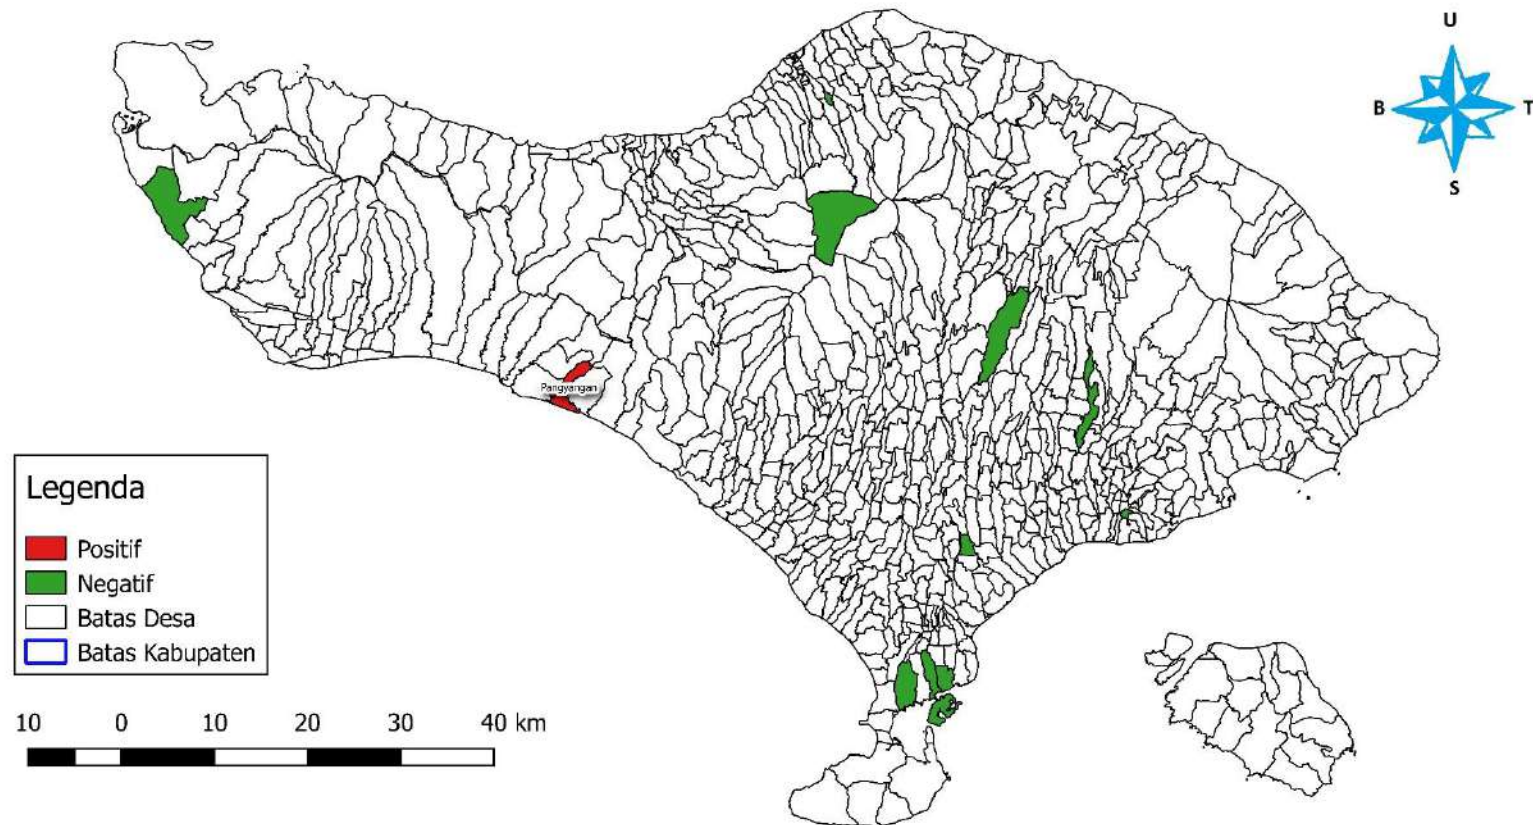 U
B T
S
Pangyangan
Legenda
Positif
Negatif
Batas Desa
Batas Kabupaten
10 0 10 20 30 40 km